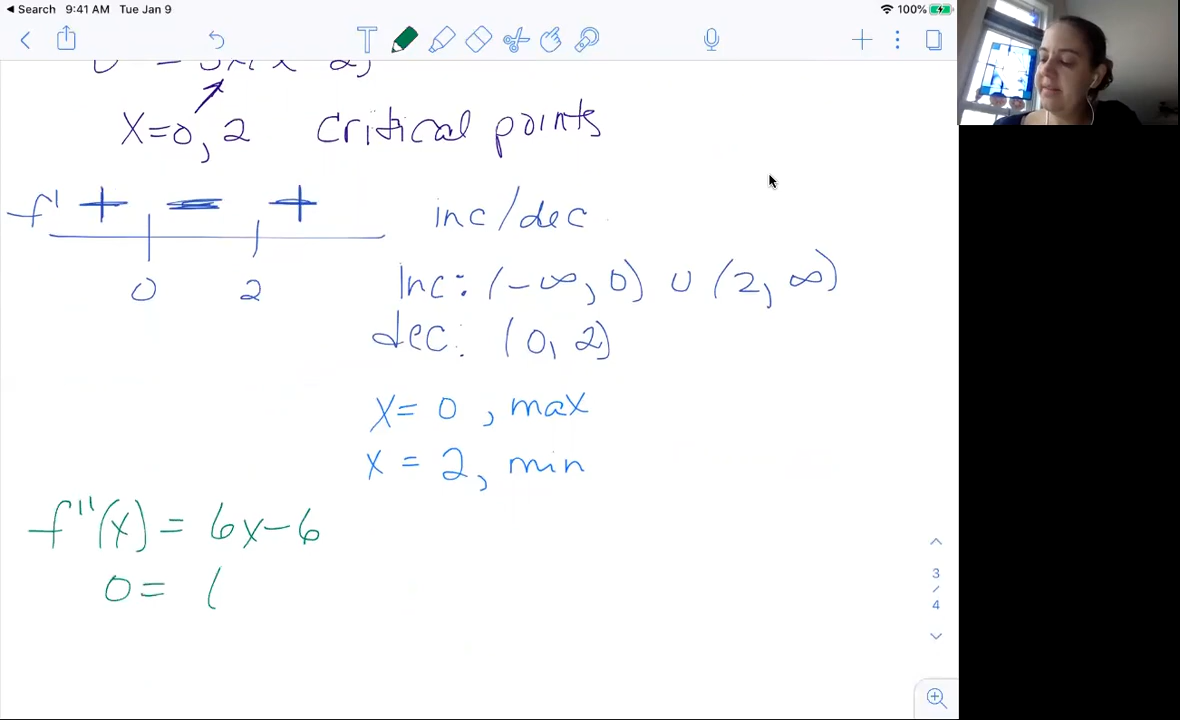 Search 9:41 AM Tue Jan 9 100%
X=0, 2 critical points
f' + − + inc/dec
0 2
Inc: (-∞, 0) ∪ (2, ∞)
dec: (0, 2)
x = 0, max
x = 2, min
f''(x) = 6x-6
0 = (
3
/
4